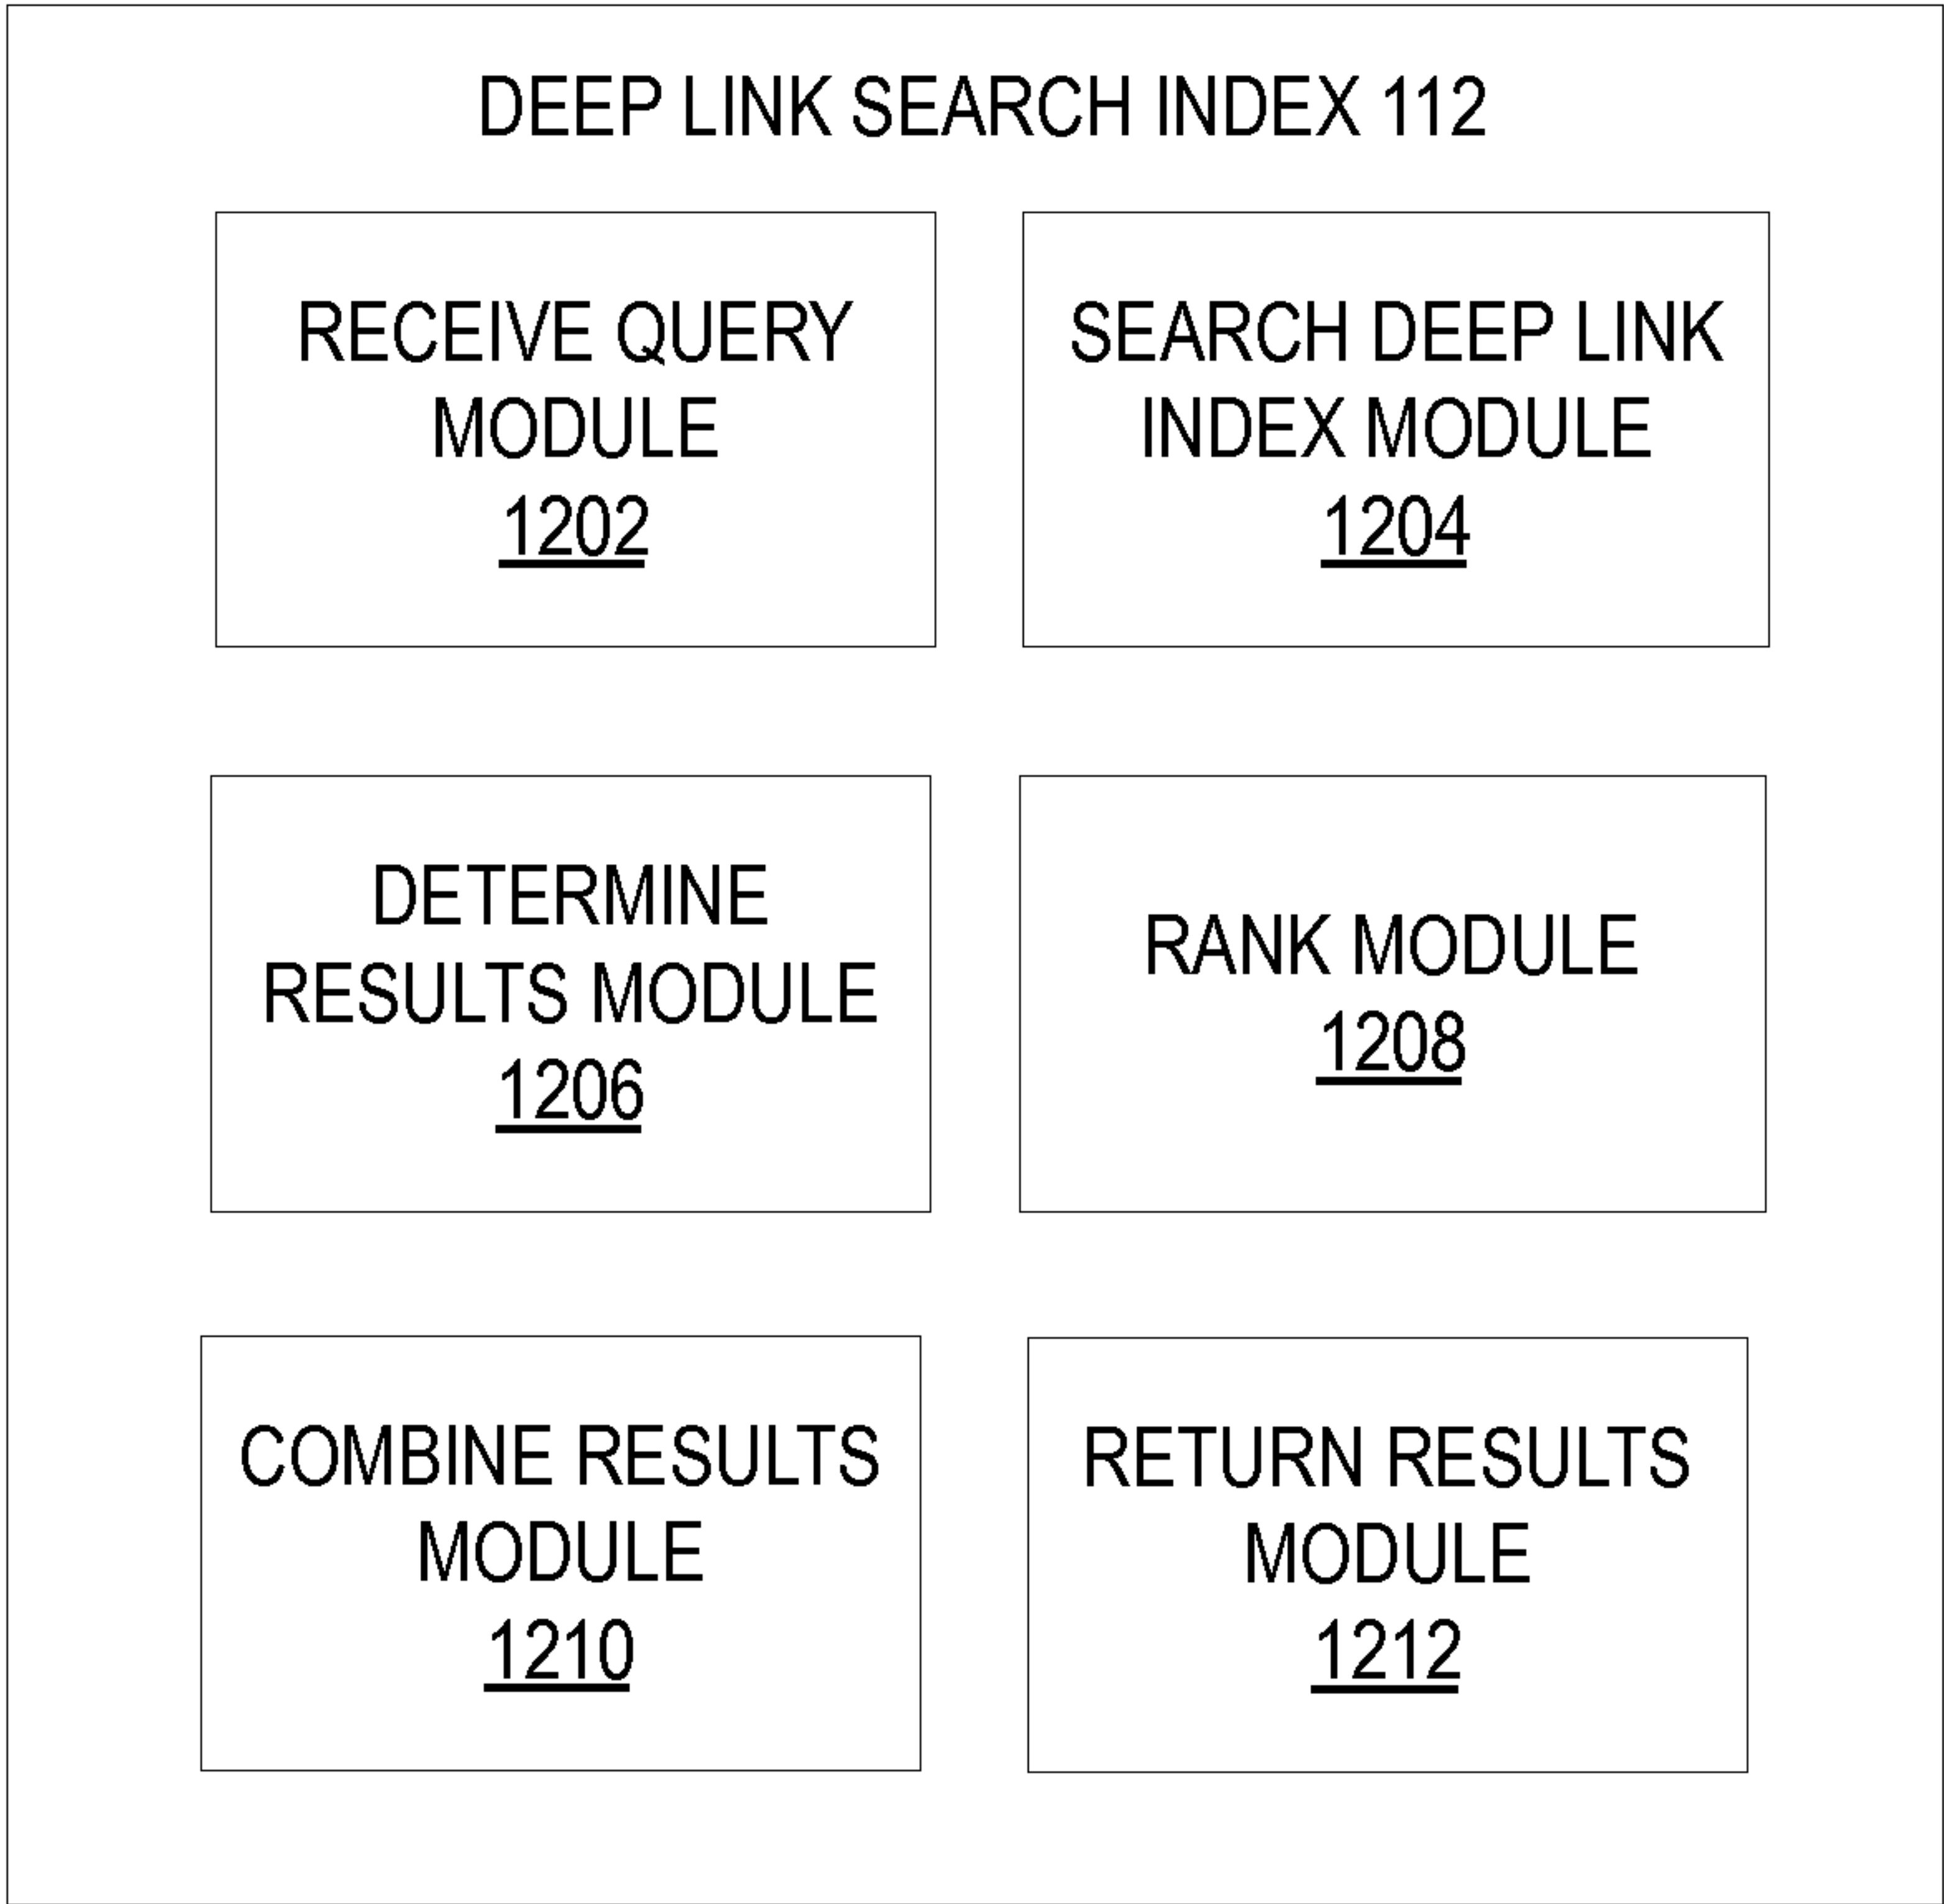 DEEP LINK SEARCH INDEX 112
RECEIVE QUERY
MODULE
1202
SEARCH DEEP LINK
INDEX MODULE
1204
DETERMINE
RESULTS MODULE
1206
RANK MODULE
1208
COMBINE RESULTS
MODULE
1210
RETURN RESULTS
MODULE
1212